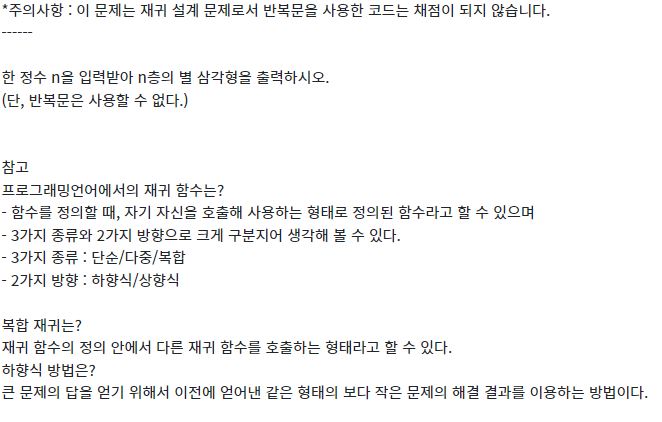 *주의사항 : 이 문제는 재귀 설계 문제로서 반복문을 사용한 코드는 채점이 되지 않습니다.
------
한 정수 n을 입력받아 n층의 별 삼각형을 출력하시오.
(단, 반복문은 사용할 수 없다.)
참고
프로그래밍언어에서의 재귀 함수는?
- 함수를 정의할 때, 자기 자신을 호출해 사용하는 형태로 정의된 함수라고 할 수 있으며
- 3가지 종류와 2가지 방향으로 크게 구분지어 생각해 볼 수 있다.
- 3가지 종류 : 단순/다중/복합
- 2가지 방향 : 하향식/상향식
복합 재귀는?
재귀 함수의 정의 안에서 다른 재귀 함수를 호출하는 형태라고 할 수 있다.
하향식 방법은?
큰 문제의 답을 얻기 위해서 이전에 얻어낸 같은 형태의 보다 작은 문제의 해결 결과를 이용하는 방법이다.